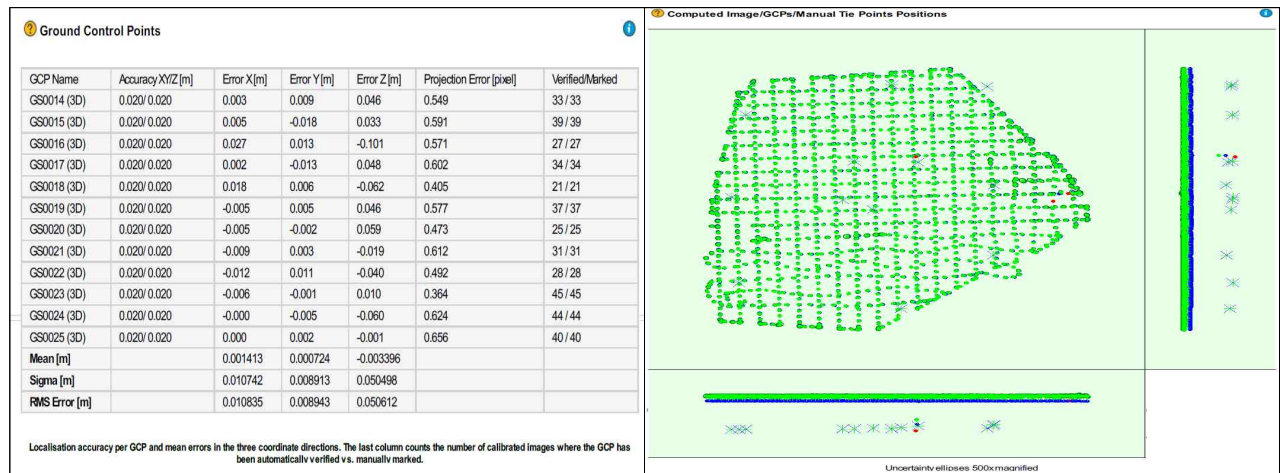 Ground Control Points
GCP Name Accuracy XY/Z [m] Error X [m] Error Y [m] Error Z [m] Projection Error [pixel] Verified/Marked
GS0014 (3D) 0.020/ 0.020 0.003 0.009 0.046 0.549 33 / 33
GS0015 (3D) 0.020/ 0.020 0.005 -0.018 0.033 0.591 39 / 39
GS0016 (3D) 0.020/ 0.020 0.027 0.013 -0.101 0.571 27 / 27
GS0017 (3D) 0.020/ 0.020 0.002 -0.013 0.048 0.602 34 / 34
GS0018 (3D) 0.020/ 0.020 0.018 0.006 -0.062 0.405 21 / 21
GS0019 (3D) 0.020/ 0.020 -0.005 0.005 0.046 0.577 37 / 37
GS0020 (3D) 0.020/ 0.020 -0.005 -0.002 0.059 0.473 25 / 25
GS0021 (3D) 0.020/ 0.020 -0.009 0.003 -0.019 0.612 31 / 31
GS0022 (3D) 0.020/ 0.020 -0.012 0.011 -0.040 0.492 28 / 28
GS0023 (3D) 0.020/ 0.020 -0.006 -0.001 0.010 0.364 45 / 45
GS0024 (3D) 0.020/ 0.020 -0.000 -0.005 -0.060 0.624 44 / 44
GS0025 (3D) 0.020/ 0.020 0.000 0.002 -0.001 0.656 40 / 40
Mean [m] 0.001413 0.000724 -0.003396
Sigma [m] 0.010742 0.008913 0.050498
RMS Error [m] 0.010835 0.008943 0.050612
Localisation accuracy per GCP and mean errors in the three coordinate directions. The last column counts the number of calibrated images where the GCP has
been automatically verified vs. manually marked.
Computed Image/GCPs/Manual Tie Points Positions
Uncertainty ellipses 500x magnified